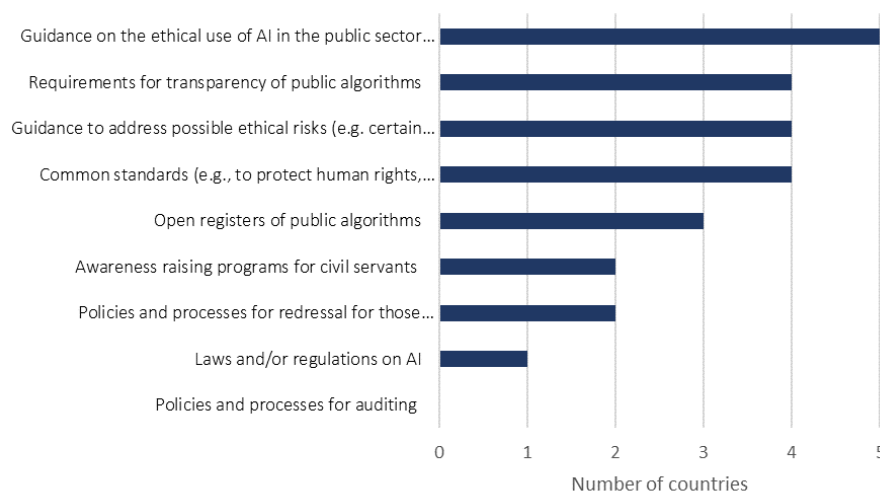 Guidance on the ethical use of AI in the public sector...
Requirements for transparency of public algorithms
Guidance to address possible ethical risks (e.g. certain...
Common standards (e.g., to protect human rights,...
Open registers of public algorithms
Awareness raising programs for civil servants
Policies and processes for redressal for those...
Laws and/or regulations on AI
Policies and processes for auditing
0 1 2 3 4 5
Number of countries